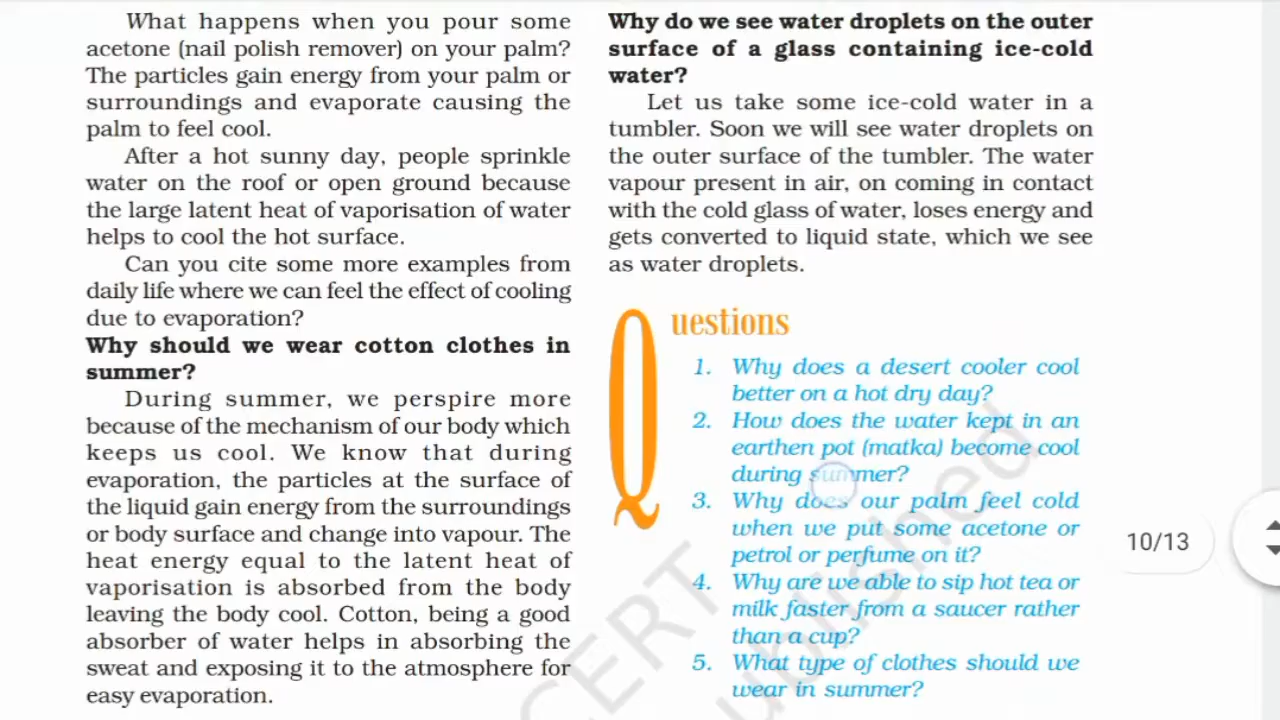 What happens when you pour some
acetone (nail polish remover) on your palm?
The particles gain energy from your palm or
surroundings and evaporate causing the
palm to feel cool.
After a hot sunny day, people sprinkle
water on the roof or open ground because
the large latent heat of vaporisation of water
helps to cool the hot surface.
Can you cite some more examples from
daily life where we can feel the effect of cooling
due to evaporation?
Why should we wear cotton clothes in
summer?
During summer, we perspire more
because of the mechanism of our body which
keeps us cool. We know that during
evaporation, the particles at the surface of
the liquid gain energy from the surroundings
or body surface and change into vapour. The
heat energy equal to the latent heat of
vaporisation is absorbed from the body
leaving the body cool. Cotton, being a good
absorber of water helps in absorbing the
sweat and exposing it to the atmosphere for
easy evaporation.
Why do we see water droplets on the outer
surface of a glass containing ice-cold
water?
Let us take some ice-cold water in a
tumbler. Soon we will see water droplets on
the outer surface of the tumbler. The water
vapour present in air, on coming in contact
with the cold glass of water, loses energy and
gets converted to liquid state, which we see
as water droplets.
Questions
1. Why does a desert cooler cool
better on a hot dry day?
2. How does the water kept in an
earthen pot (matka) become cool
during summer?
3. Why does our palm feel cold
when we put some acetone or
petrol or perfume on it?
4. Why are we able to sip hot tea or
milk faster from a saucer rather
than a cup?
5. What type of clothes should we
wear in summer?
10/13